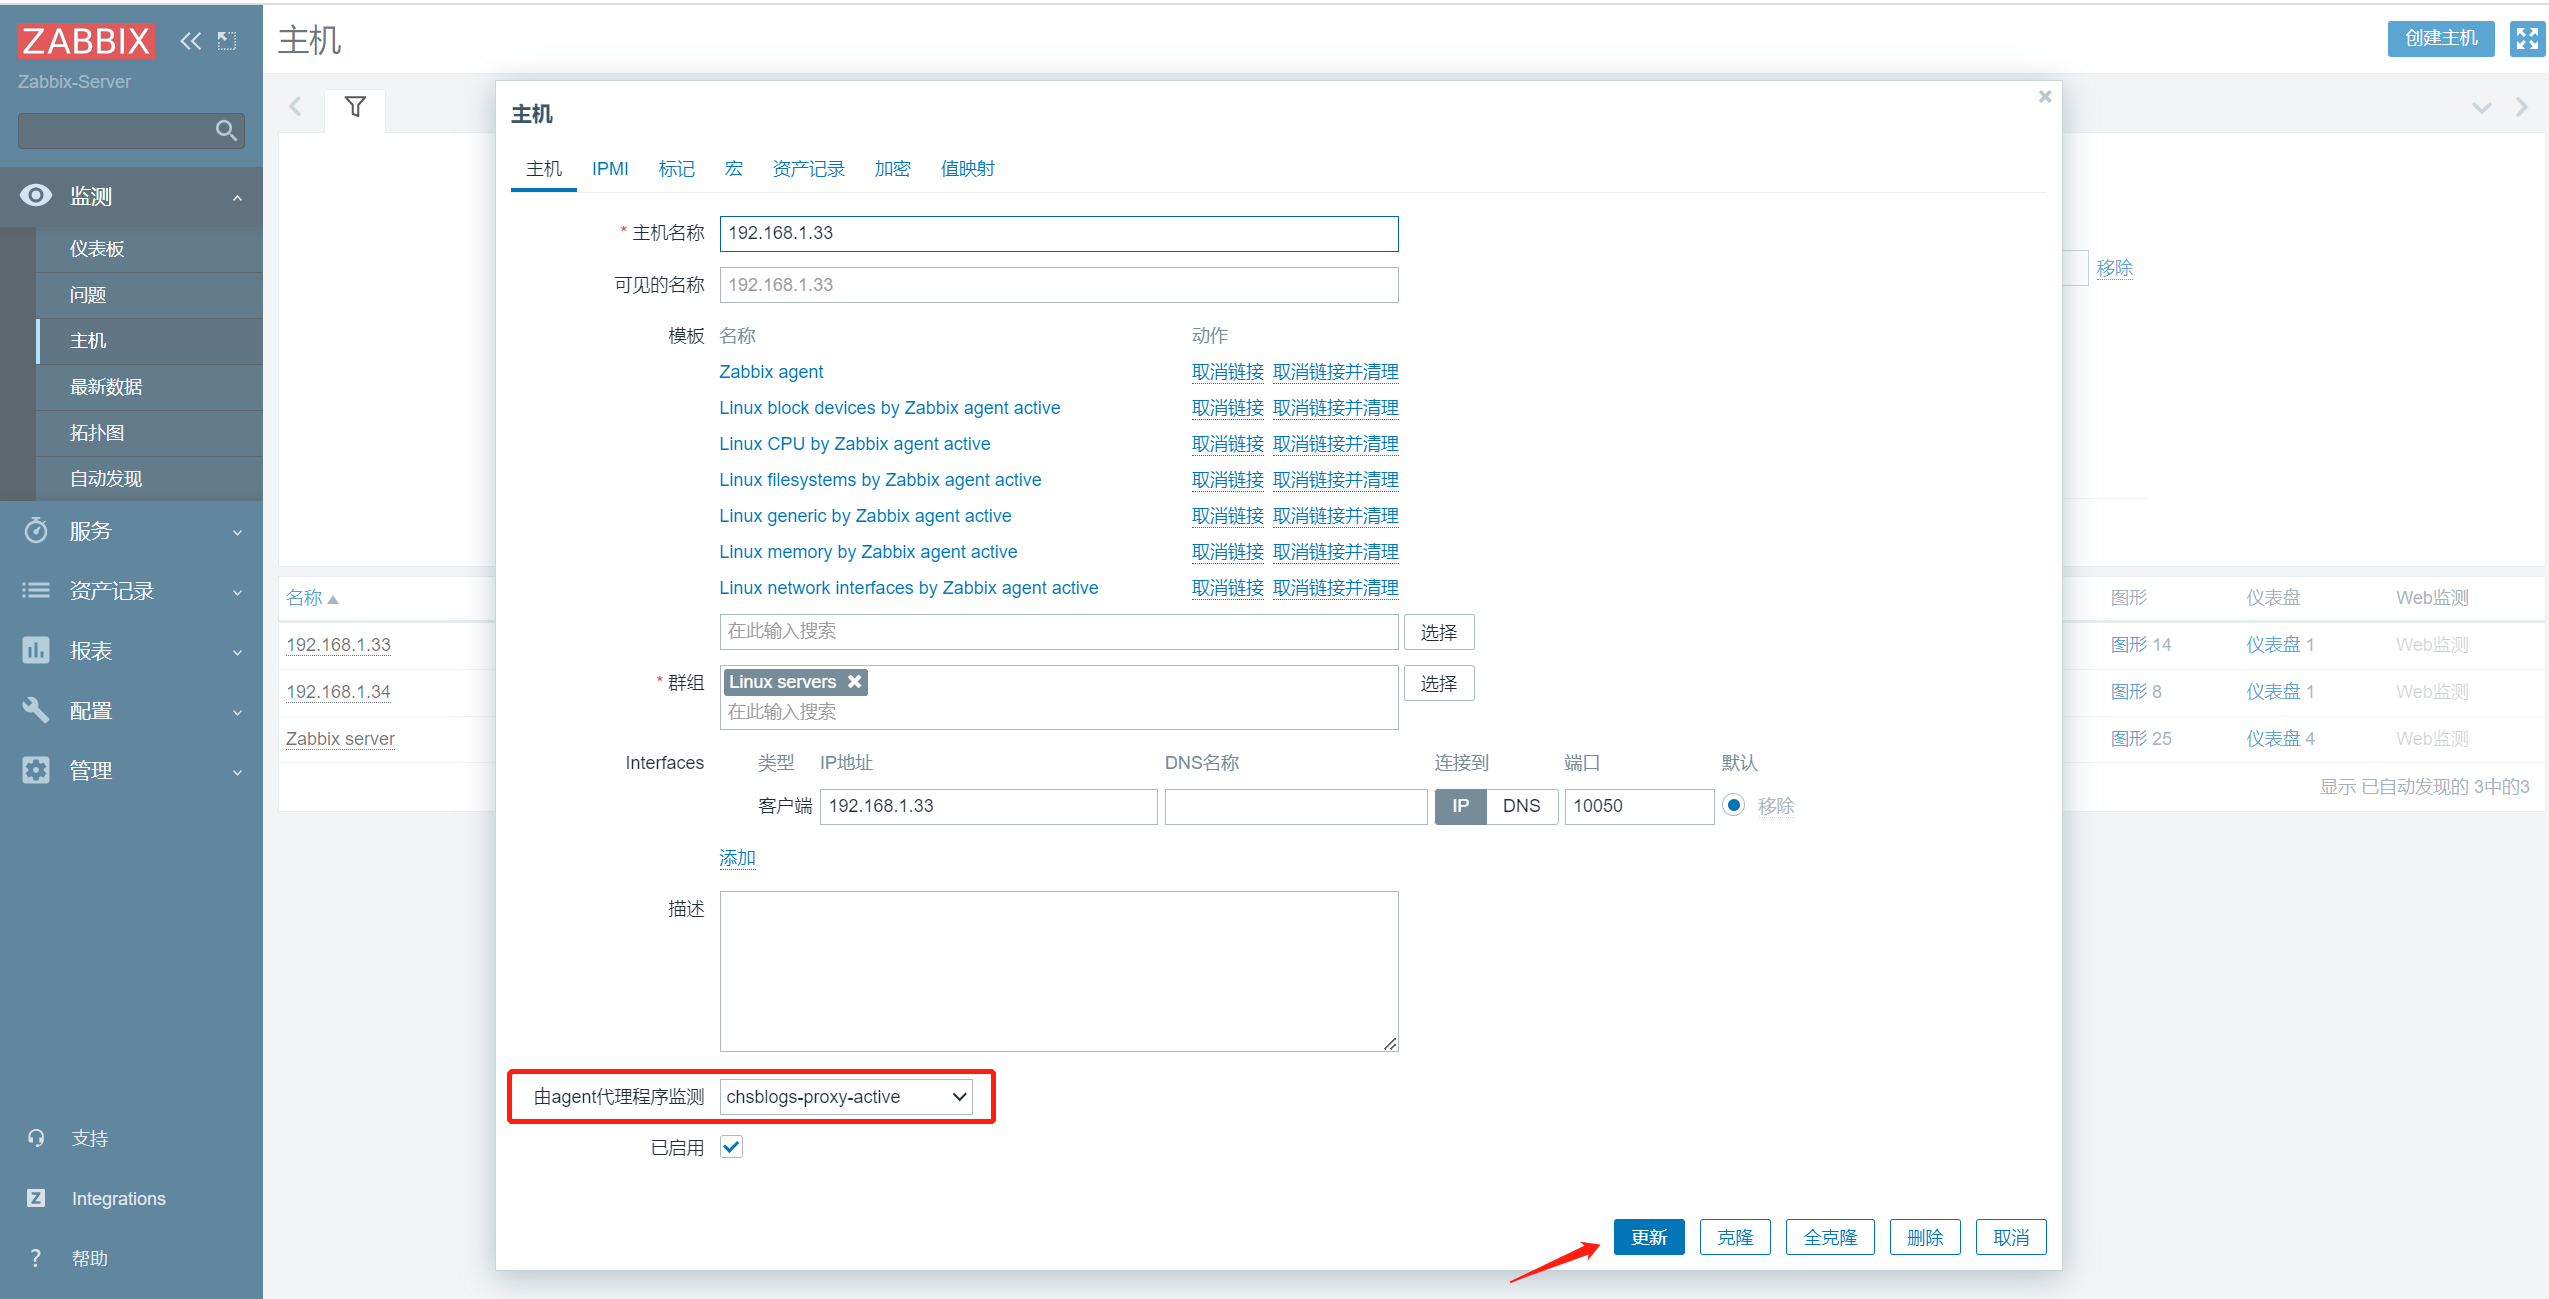 ZABBIX
Zabbix-Server
监测
仪表板
问题
主机
最新数据
拓扑图
自动发现
服务
资产记录
报表
配置
管理
支持
Integrations
帮助
主机
创建主机
移除
名称
图形 仪表盘 Web监测
192.168.1.33
图形 14 仪表盘 1 Web监测
192.168.1.34
图形 8 仪表盘 1 Web监测
Zabbix server
图形 25 仪表盘 4 Web监测
显示 已自动发现的 3中的3
主机
主机 IPMI 标记 宏 资产记录 加密 值映射
* 主机名称 192.168.1.33
可见的名称 192.168.1.33
模板 名称 动作
Zabbix agent 取消链接 取消链接并清理
Linux block devices by Zabbix agent active 取消链接 取消链接并清理
Linux CPU by Zabbix agent active 取消链接 取消链接并清理
Linux filesystems by Zabbix agent active 取消链接 取消链接并清理
Linux generic by Zabbix agent active 取消链接 取消链接并清理
Linux memory by Zabbix agent active 取消链接 取消链接并清理
Linux network interfaces by Zabbix agent active 取消链接 取消链接并清理
在此输入搜索 选择
* 群组 Linux servers 选择
在此输入搜索
Interfaces 类型 IP地址 DNS名称 连接到 端口 默认
客户端 192.168.1.33 IP DNS 10050 移除
添加
描述
由agent代理程序监测 chsblogs-proxy-active
已启用
更新 克隆 全克隆 删除 取消